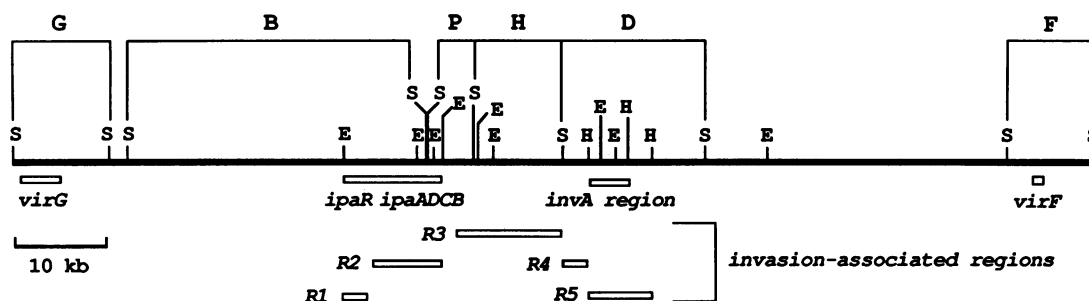 G B P H D F
S S S
E E H
E
S S S E E E E S H E H S E S S
virG ipaR ipaADCB invA region virF
R3
10 kb R2 R4 invasion-associated regions
R1 R5